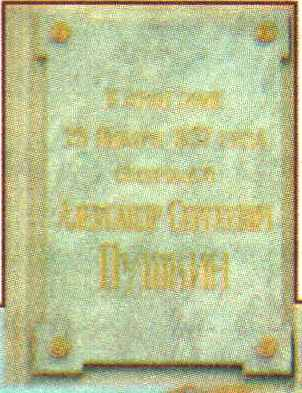 В этом доме
29 Января 1837 года
скончался
Александр Сергеевич
Пушкин